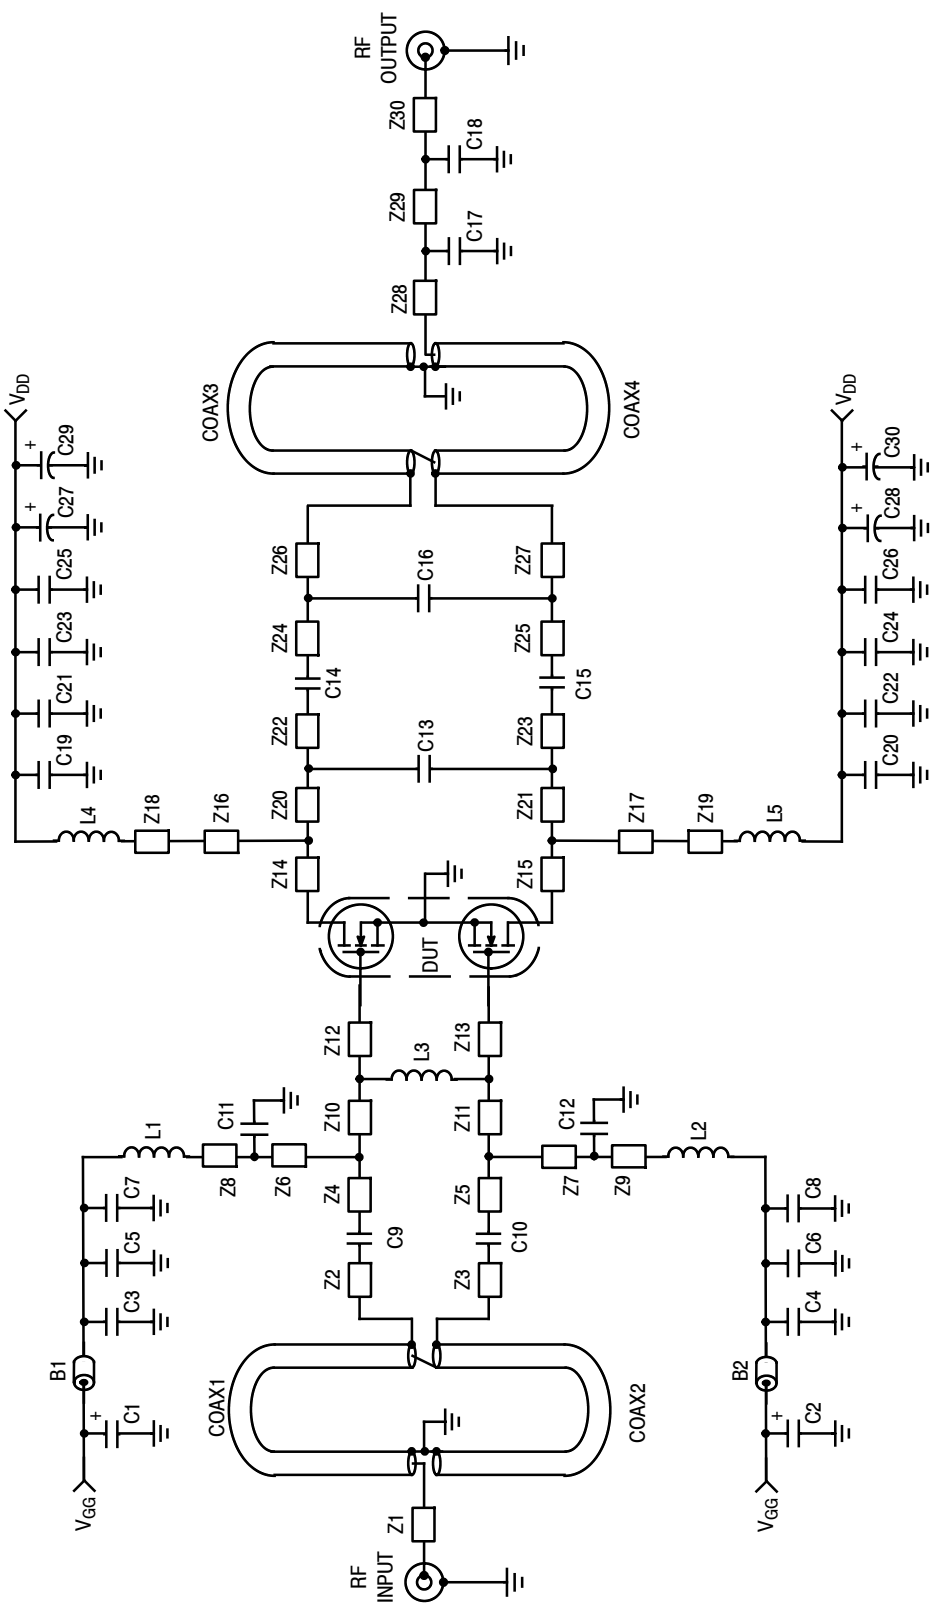 VGG
C1
+
B1
C3
C5
C7
L1
Z8
C11
Z6
RF
INPUT
Z1
COAX1
COAX2
Z2
C9
Z4
Z10
Z12
Z3
C10
Z5
Z11
Z13
L3
Z7
C12
Z9
L2
VGG
C2
+
B2
C4
C6
C8
DUT
Z14
Z15
L4
Z18
Z16
Z17
Z19
L5
Z20
Z22
C14
Z24
Z26
C13
C16
Z21
Z23
C15
Z25
Z27
C19
C21
C23
C25
C27
+
C29
+
VDD
C20
C22
C24
C26
C28
+
C30
+
VDD
COAX3
COAX4
Z28
C17
Z29
C18
Z30
RF
OUTPUT